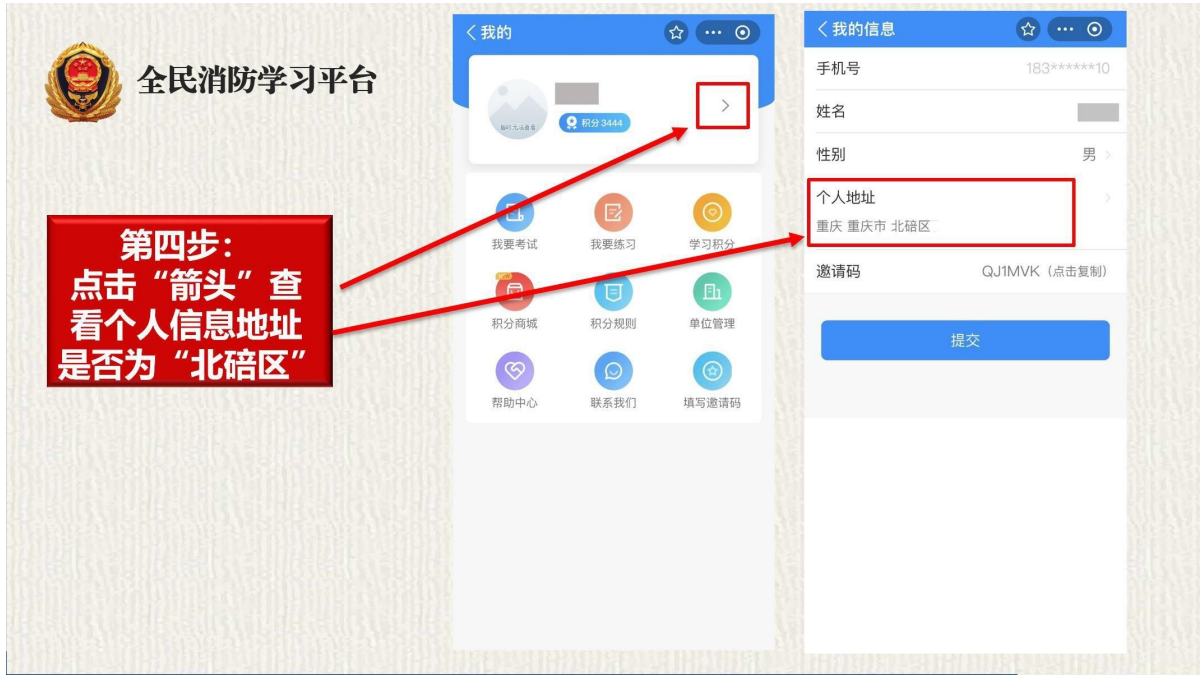 全民消防学习平台
第四步：
点击“箭头”查
看个人信息地址
是否为“北碚区”
我的
积分 3444
我要考试
我要练习
学习积分
积分商城
积分规则
单位管理
帮助中心
联系我们
填写邀请码
我的信息
手机号 183******10
姓名
性别 男
个人地址
重庆 重庆市 北碚区
邀请码 QJ1MVK（点击复制）
提交